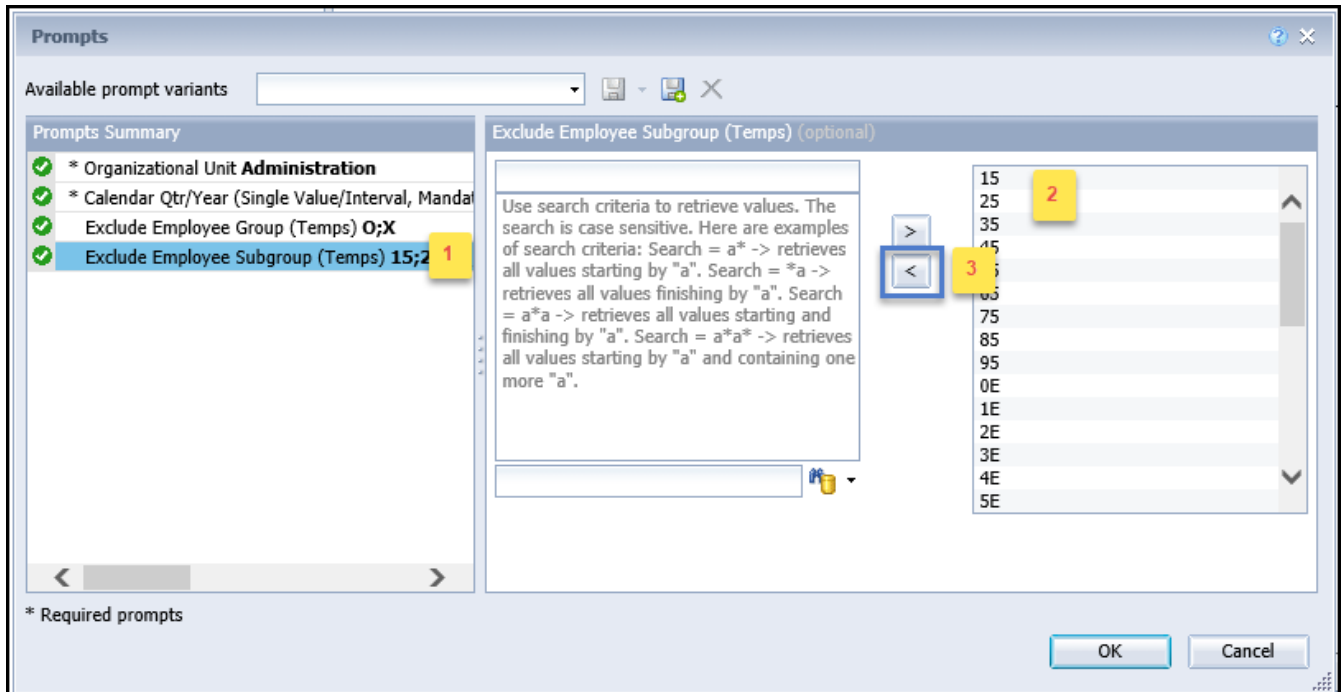 Prompts
Available prompt variants
Prompts Summary
* Organizational Unit Administration
* Calendar Qtr/Year (Single Value/Interval, Mandat
Exclude Employee Group (Temps) O;X
Exclude Employee Subgroup (Temps) 15;2
1
Exclude Employee Subgroup (Temps) (optional)
Use search criteria to retrieve values. The
search is case sensitive. Here are examples
of search criteria: Search = a* -> retrieves
all values starting by "a". Search = *a ->
retrieves all values finishing by "a". Search
= a*a -> retrieves all values starting and
finishing by "a". Search = a*a* -> retrieves
all values starting by "a" and containing one
more "a".
>
<
3
15
2
25
35
45
65
75
85
95
0E
1E
2E
3E
4E
5E
* Required prompts
OK
Cancel